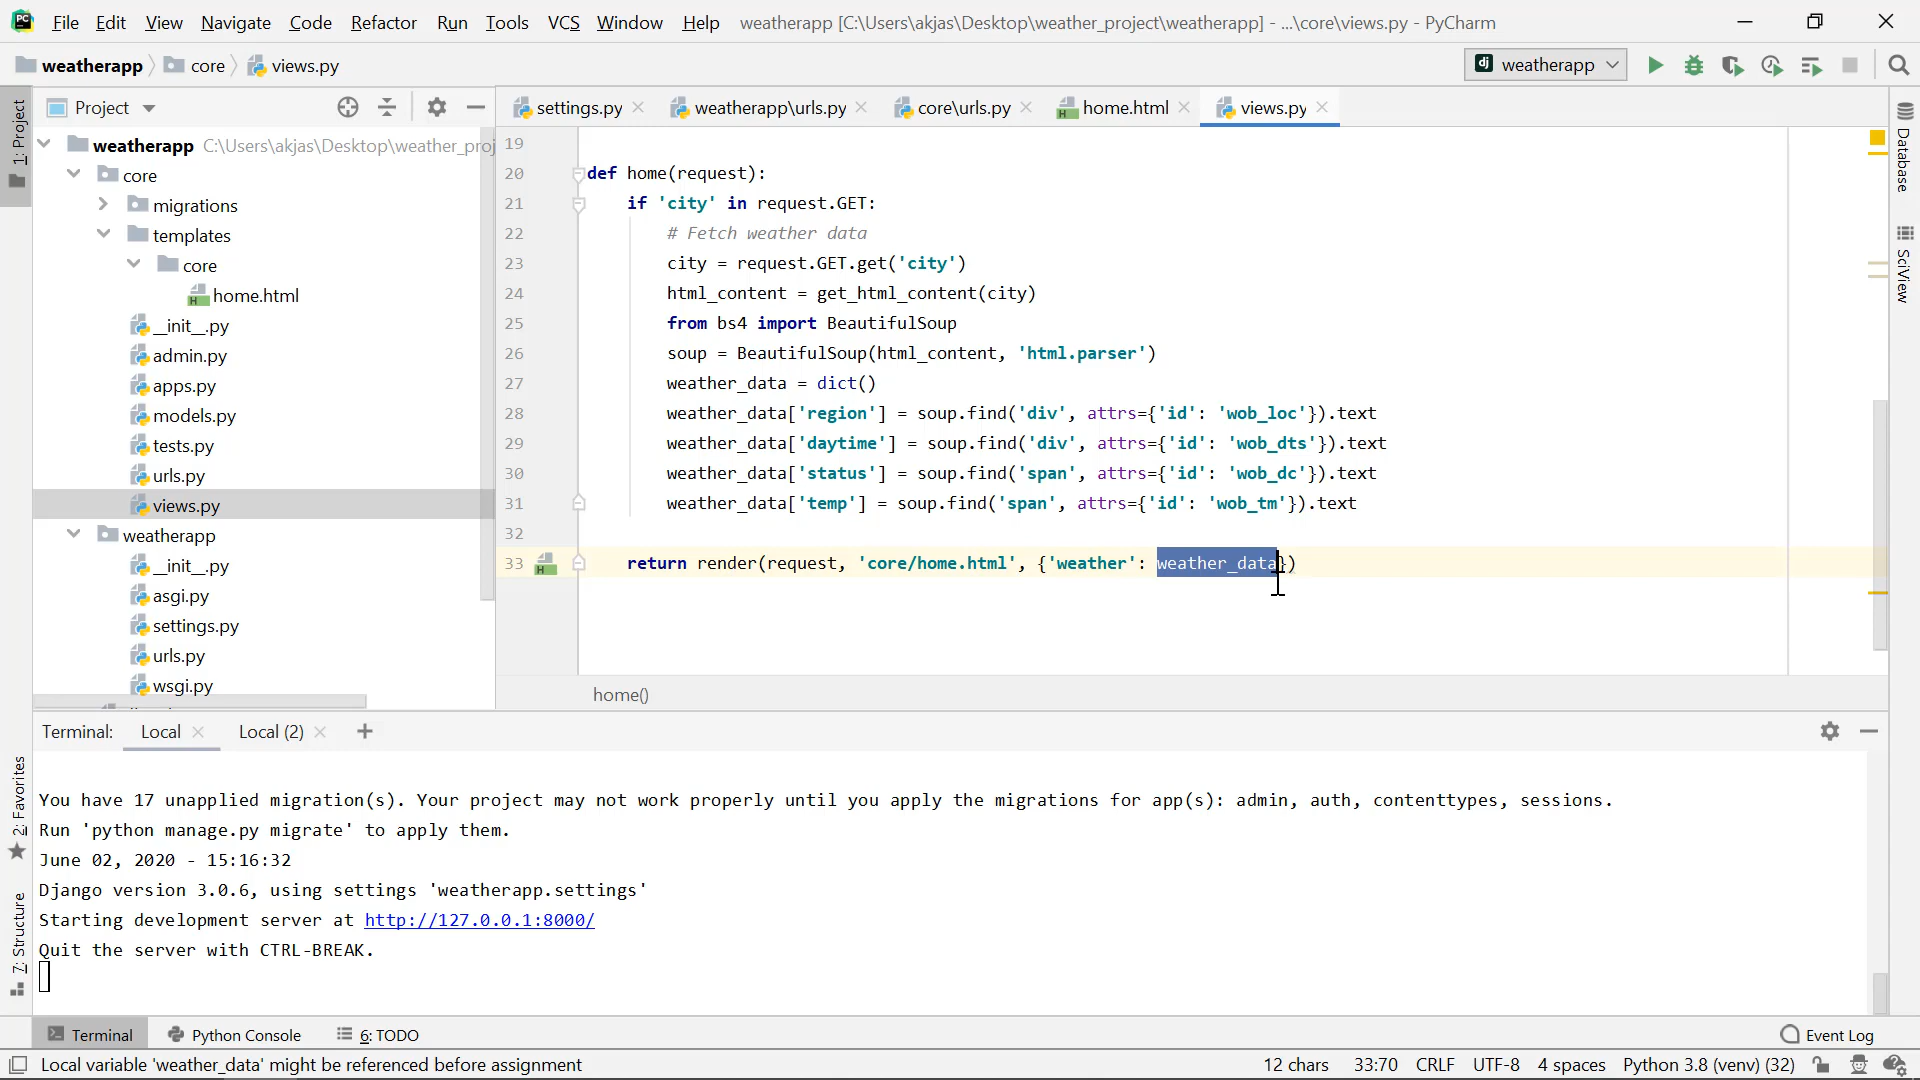 PC File Edit View Navigate Code Refactor Run Tools VCS Window Help weatherapp [C:\Users\akjas\Desktop\weather_project\weatherapp] - ...\core\views.py - PyCharm
weatherapp core views.py dj weatherapp
Project
settings.py weatherapp\urls.py core\urls.py home.html views.py
1: Project
Database
SciView
weatherapp C:\Users\akjas\Desktop\weather_proj
core
migrations
templates
core
home.html
__init__.py
admin.py
apps.py
models.py
tests.py
urls.py
views.py
weatherapp
__init__.py
asgi.py
settings.py
urls.py
wsgi.py
19
20 def home(request):
21 if 'city' in request.GET:
22 # Fetch weather data
23 city = request.GET.get('city')
24 html_content = get_html_content(city)
25 from bs4 import BeautifulSoup
26 soup = BeautifulSoup(html_content, 'html.parser')
27 weather_data = dict()
28 weather_data['region'] = soup.find('div', attrs={'id': 'wob_loc'}).text
29 weather_data['daytime'] = soup.find('div', attrs={'id': 'wob_dts'}).text
30 weather_data['status'] = soup.find('span', attrs={'id': 'wob_dc'}).text
31 weather_data['temp'] = soup.find('span', attrs={'id': 'wob_tm'}).text
32
33 return render(request, 'core/home.html', {'weather': weather_data})
home()
Terminal: Local Local (2)
2: Favorites
7: Structure
You have 17 unapplied migration(s). Your project may not work properly until you apply the migrations for app(s): admin, auth, contenttypes, sessions.
Run 'python manage.py migrate' to apply them.
June 02, 2020 - 15:16:32
Django version 3.0.6, using settings 'weatherapp.settings'
Starting development server at http://127.0.0.1:8000/
Quit the server with CTRL-BREAK.
Terminal Python Console 6: TODO Event Log
Local variable 'weather_data' might be referenced before assignment 12 chars 33:70 CRLF UTF-8 4 spaces Python 3.8 (venv) (32)